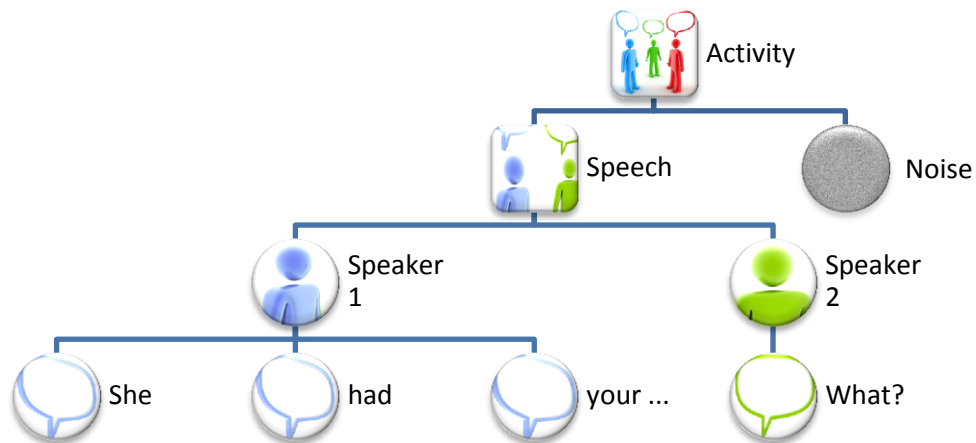 Activity
Speech
Noise
Speaker
1
Speaker
2
She
had
your ...
What?